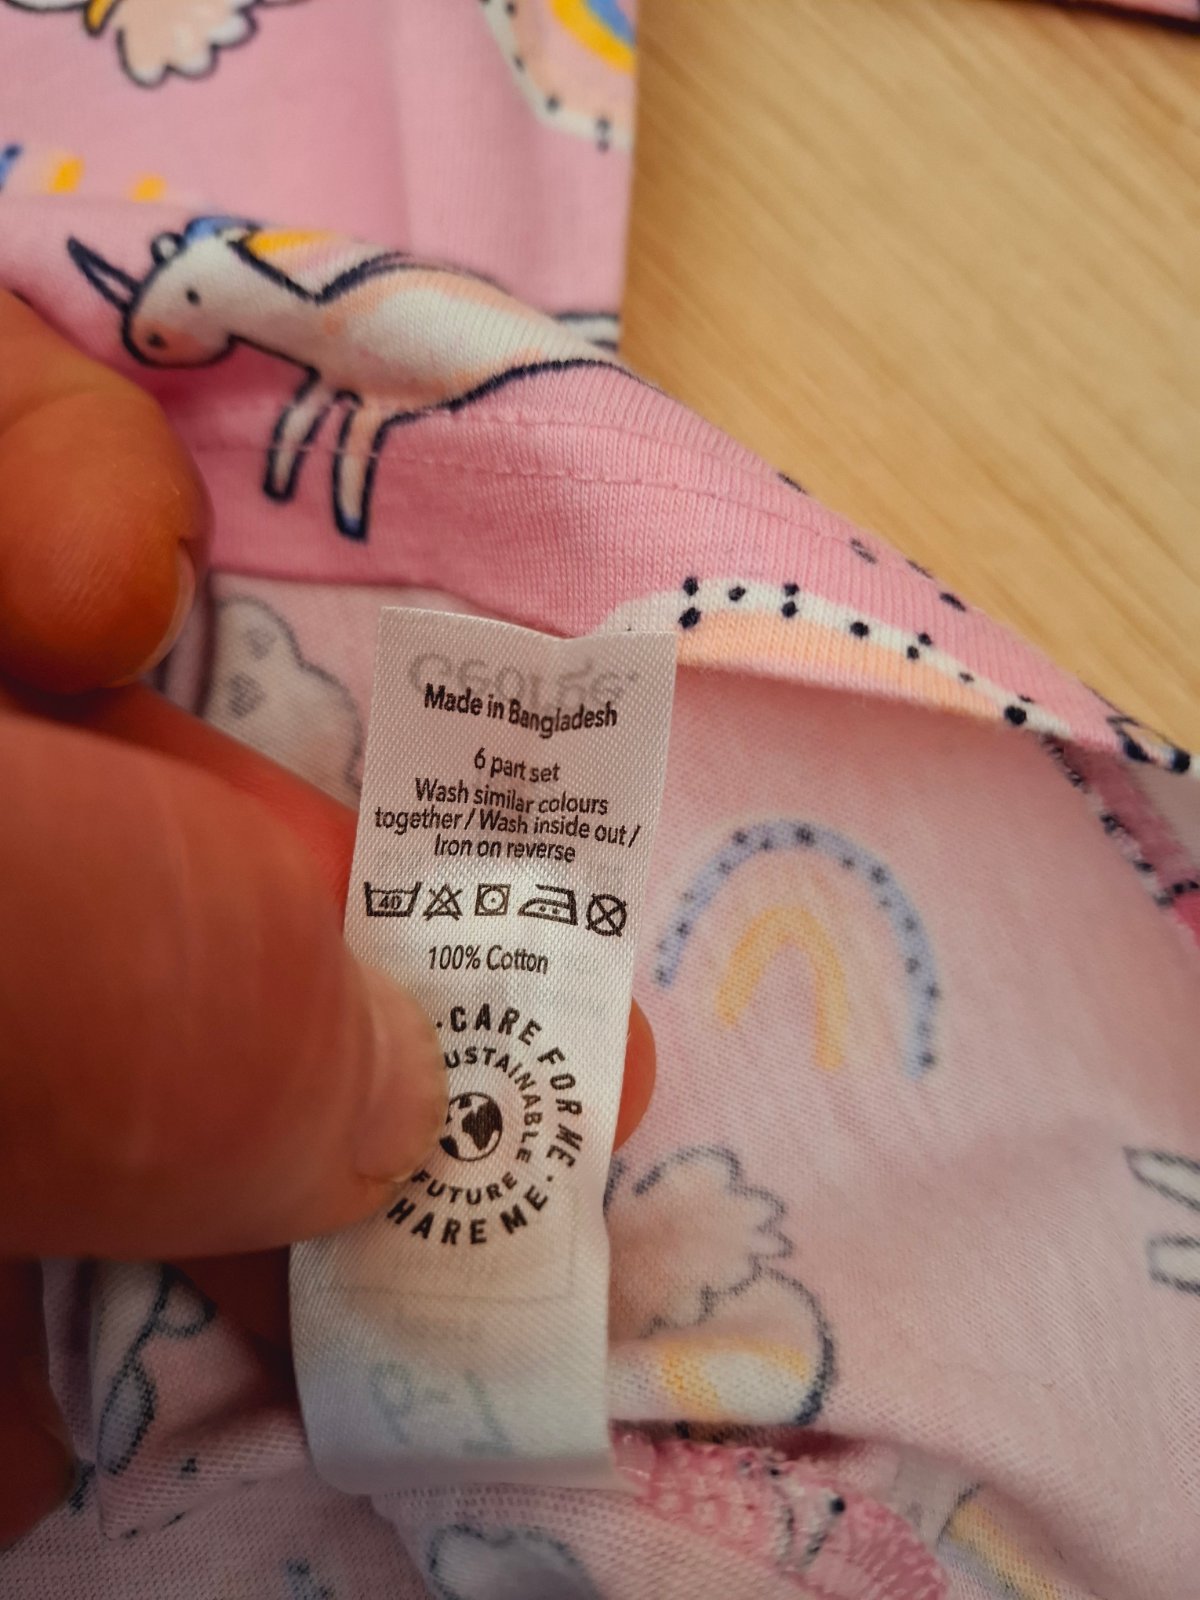 Made in Bangladesh
6 part set
Wash similar colours
together / Wash inside out /
Iron on reverse
40
100% Cotton
CARE FOR ME.
SUSTAINABLE
FUTURE
SHARE ME.